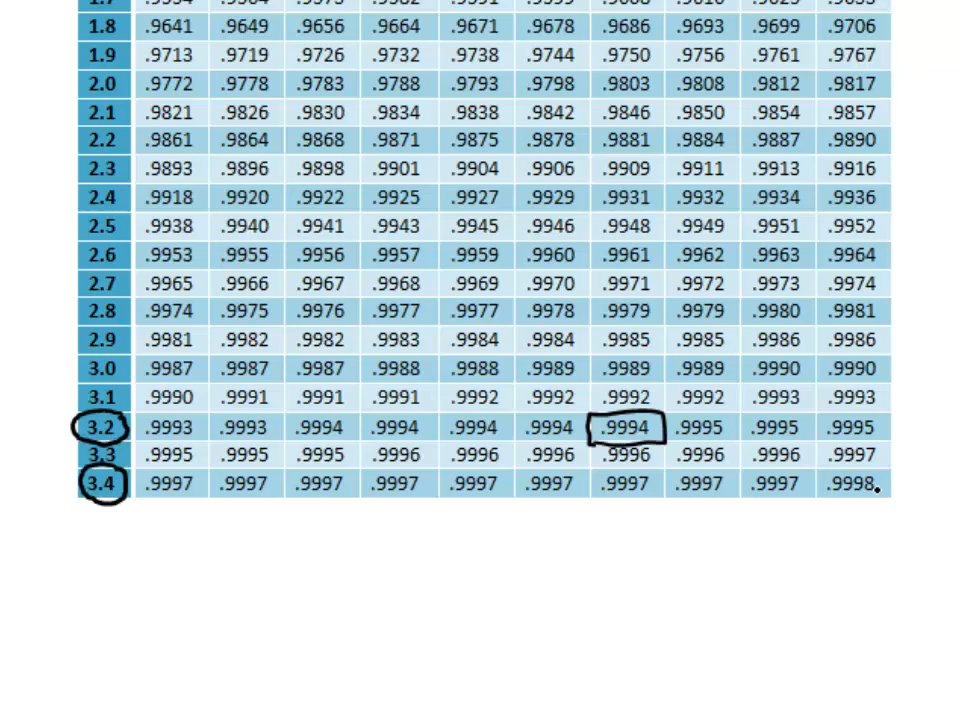 1.8 .9641 .9649 .9656 .9664 .9671 .9678 .9686 .9693 .9699 .9706
1.9 .9713 .9719 .9726 .9732 .9738 .9744 .9750 .9756 .9761 .9767
2.0 .9772 .9778 .9783 .9788 .9793 .9798 .9803 .9808 .9812 .9817
2.1 .9821 .9826 .9830 .9834 .9838 .9842 .9846 .9850 .9854 .9857
2.2 .9861 .9864 .9868 .9871 .9875 .9878 .9881 .9884 .9887 .9890
2.3 .9893 .9896 .9898 .9901 .9904 .9906 .9909 .9911 .9913 .9916
2.4 .9918 .9920 .9922 .9925 .9927 .9929 .9931 .9932 .9934 .9936
2.5 .9938 .9940 .9941 .9943 .9945 .9946 .9948 .9949 .9951 .9952
2.6 .9953 .9955 .9956 .9957 .9959 .9960 .9961 .9962 .9963 .9964
2.7 .9965 .9966 .9967 .9968 .9969 .9970 .9971 .9972 .9973 .9974
2.8 .9974 .9975 .9976 .9977 .9977 .9978 .9979 .9979 .9980 .9981
2.9 .9981 .9982 .9982 .9983 .9984 .9984 .9985 .9985 .9986 .9986
3.0 .9987 .9987 .9987 .9988 .9988 .9989 .9989 .9989 .9990 .9990
3.1 .9990 .9991 .9991 .9991 .9992 .9992 .9992 .9992 .9993 .9993
3.2 .9993 .9993 .9994 .9994 .9994 .9994 .9994 .9995 .9995 .9995
3.3 .9995 .9995 .9995 .9996 .9996 .9996 .9996 .9996 .9996 .9997
3.4 .9997 .9997 .9997 .9997 .9997 .9997 .9997 .9997 .9997 .9998